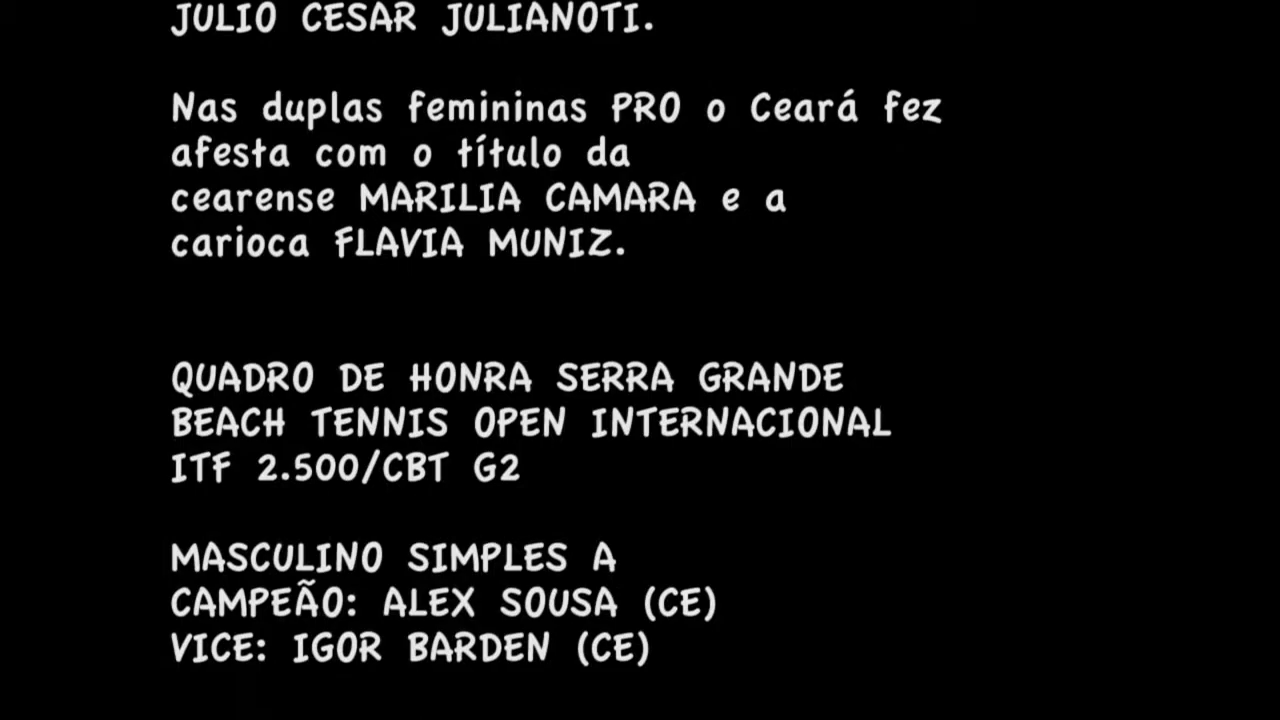 JULIO CESAR JULIANOTI.
Nas duplas femininas PRO o Ceará fez
afesta com o título da
cearense MARILIA CAMARA e a
carioca FLAVIA MUNIZ.
QUADRO DE HONRA SERRA GRANDE
BEACH TENNIS OPEN INTERNACIONAL
ITF 2.500/CBT G2
MASCULINO SIMPLES A
CAMPEÃO: ALEX SOUSA (CE)
VICE: IGOR BARDEN (CE)